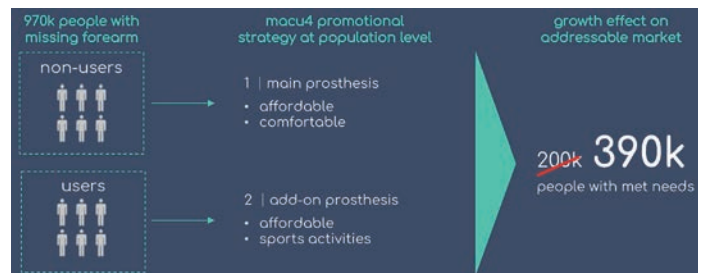 970k people with
missing forearm
non-users
users
macu4 promotional
strategy at population level
1 | main prosthesis
• affordable
• comfortable
2 | add-on prosthesis
• affordable
• sports activities
growth effect on
addressable market
200k 390k
people with met needs